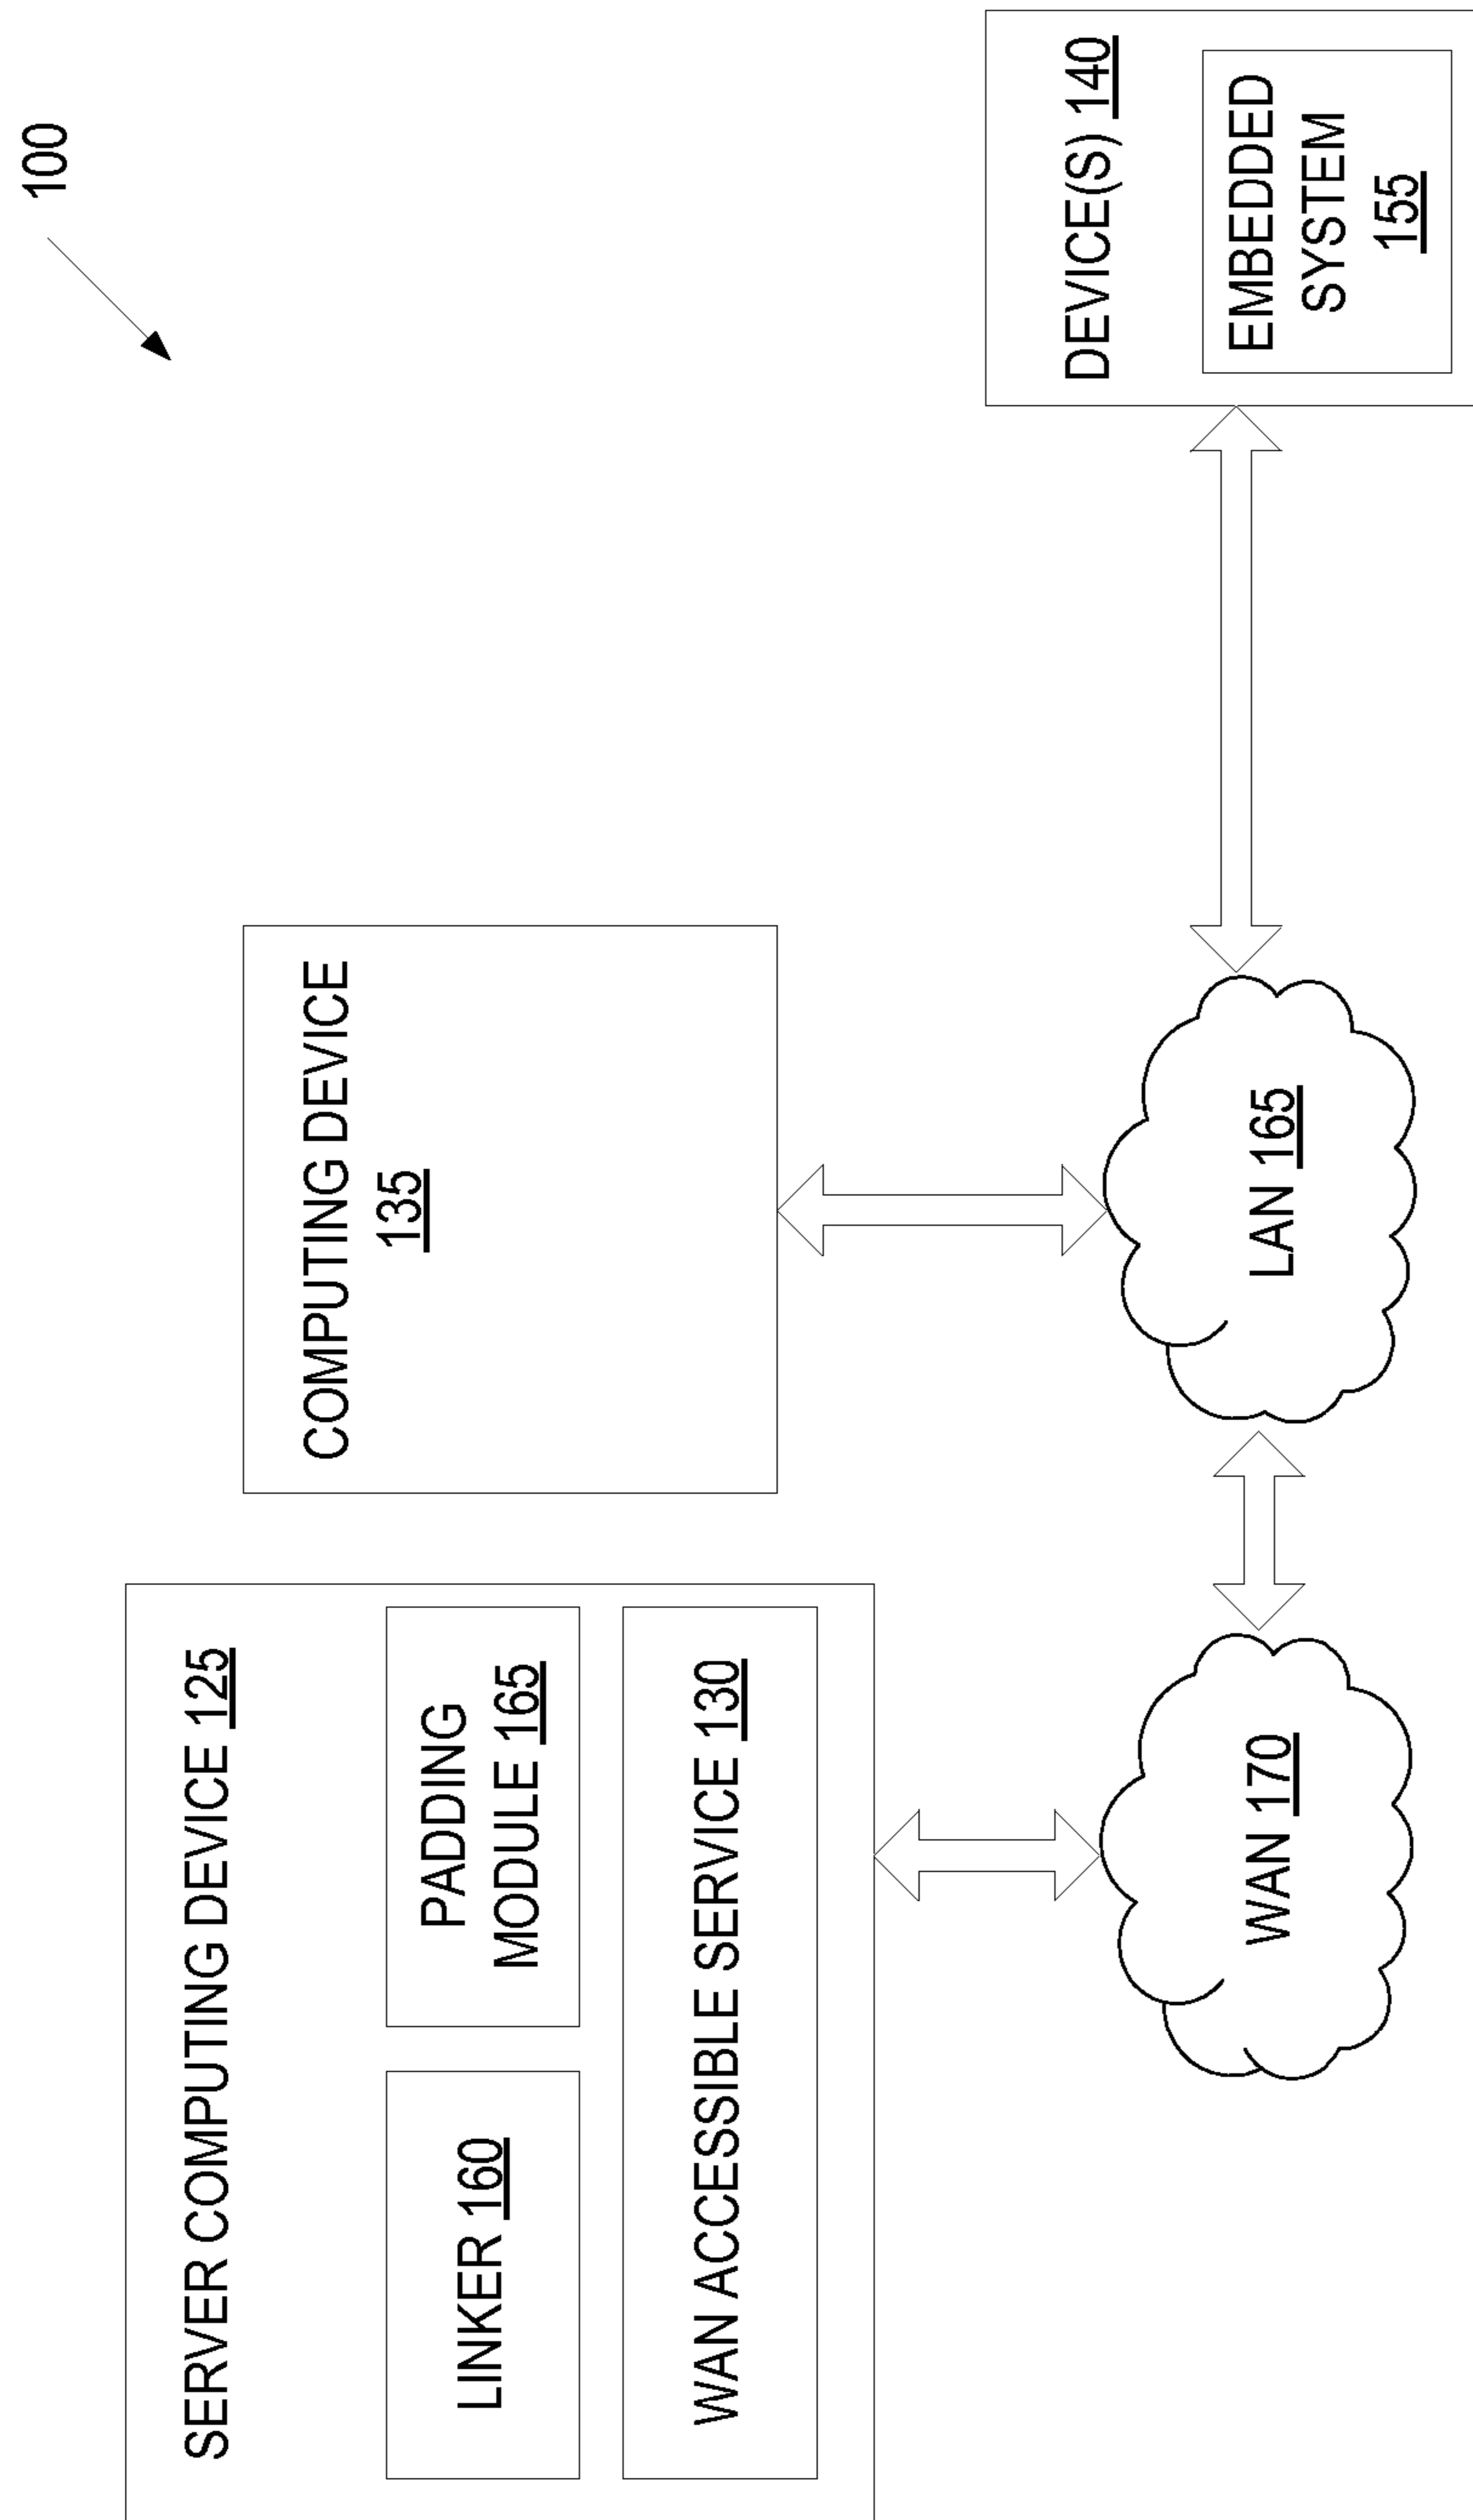 100
SERVER COMPUTING DEVICE 125
LINKER 160
PADDING
MODULE 165
WAN ACCESSIBLE SERVICE 130
COMPUTING DEVICE
135
DEVICE(S) 140
EMBEDDED
SYSTEM
155
WAN 170
LAN 165